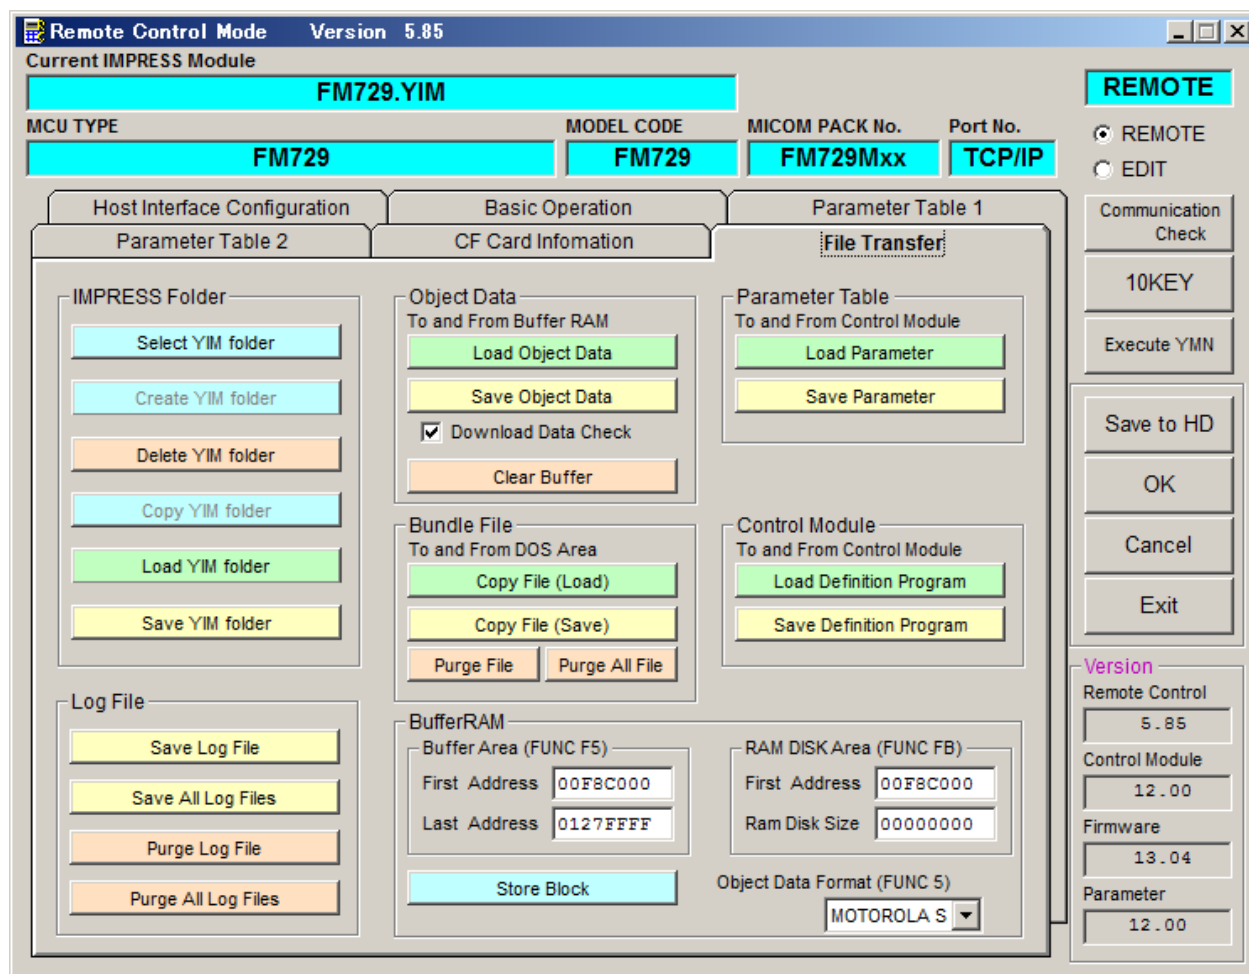 Remote Control Mode Version 5.85
Current IMPRESS Module
FM729.YIM
REMOTE
MCU TYPE
MODEL CODE
MICOM PACK No.
Port No.
FM729
FM729
FM729Mxx
TCP/IP
REMOTE
EDIT
Host Interface Configuration
Basic Operation
Parameter Table 1
Parameter Table 2
CF Card Infomation
File Transfer
Communication
Check
10KEY
Execute YMN
Save to HD
OK
Cancel
Exit
IMPRESS Folder
Select YIM folder
Create YIM folder
Delete YIM folder
Copy YIM folder
Load YIM folder
Save YIM folder
Object Data
To and From Buffer RAM
Load Object Data
Save Object Data
Download Data Check
Clear Buffer
Parameter Table
To and From Control Module
Load Parameter
Save Parameter
Bundle File
To and From DOS Area
Copy File (Load)
Copy File (Save)
Purge File
Purge All File
Control Module
To and From Control Module
Load Definition Program
Save Definition Program
Log File
Save Log File
Save All Log Files
Purge Log File
Purge All Log Files
BufferRAM
Buffer Area (FUNC F5)
First Address 00F8C000
Last Address 0127FFFF
RAM DISK Area (FUNC FB)
First Address 00F8C000
Ram Disk Size 00000000
Store Block
Object Data Format (FUNC 5)
MOTOROLA S
Version
Remote Control
5.85
Control Module
12.00
Firmware
13.04
Parameter
12.00